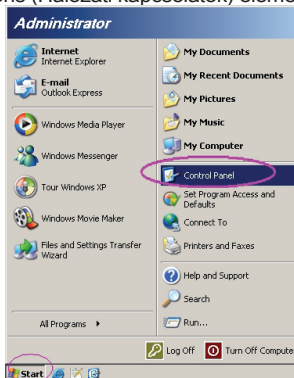 (Hálózati kapcsolatok)
Administrator
Internet
Internet Explorer
E-mail
Outlook Express
Windows Media Player
Windows Messenger
Tour Windows XP
Windows Movie Maker
Files and Settings Transfer
Wizard
All Programs
My Documents
My Recent Documents
My Pictures
My Music
My Computer
Control Panel
Set Program Access and
Defaults
Connect To
Printers and Faxes
Help and Support
Search
Run...
Log Off
Turn Off Compute
Start